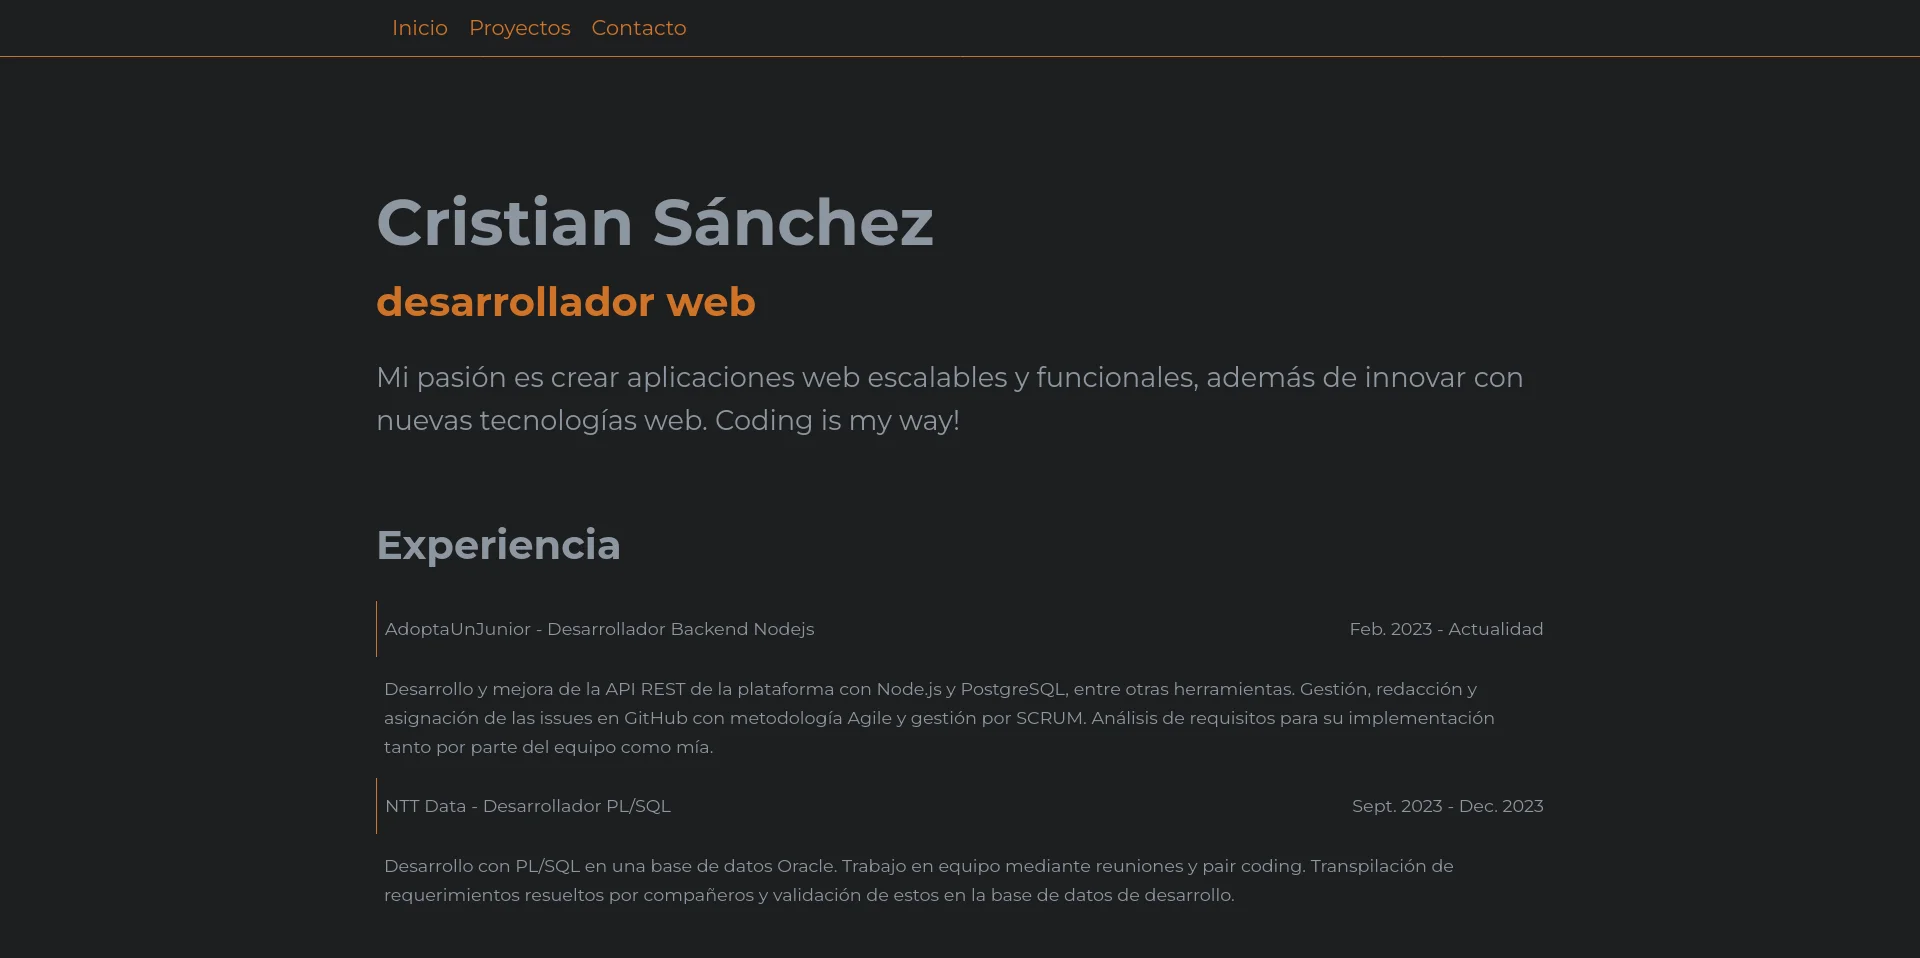 Inicio Proyectos Contacto
Cristian Sánchez
desarrollador web
Mi pasión es crear aplicaciones web escalables y funcionales, además de innovar con
nuevas tecnologías web. Coding is my way!
Experiencia
AdoptaUnJunior - Desarrollador Backend Nodejs Feb. 2023 - Actualidad
Desarrollo y mejora de la API REST de la plataforma con Node.js y PostgreSQL, entre otras herramientas. Gestión, redacción y
asignación de las issues en GitHub con metodología Agile y gestión por SCRUM. Análisis de requisitos para su implementación
tanto por parte del equipo como mía.
NTT Data - Desarrollador PL/SQL Sept. 2023 - Dec. 2023
Desarrollo con PL/SQL en una base de datos Oracle. Trabajo en equipo mediante reuniones y pair coding. Transpilación de
requerimientos resueltos por compañeros y validación de estos en la base de datos de desarrollo.